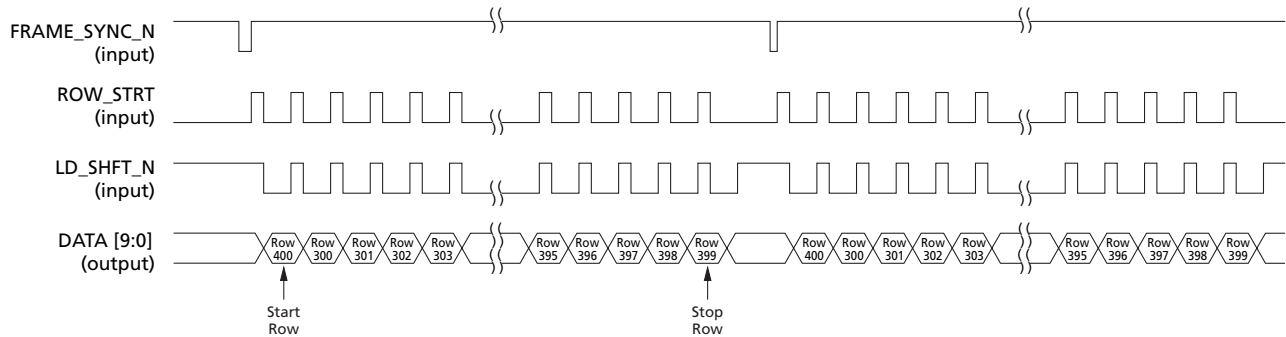 FRAME_SYNC_N
(input)
ROW_STRT
(input)
LD_SHFT_N
(input)
DATA [9:0]
(output)
Row 400
Row 300
Row 301
Row 302
Row 303
Row 395
Row 396
Row 397
Row 398
Row 399
Row 400
Row 300
Row 301
Row 302
Row 303
Row 395
Row 396
Row 397
Row 398
Row 399
Start
Row
Stop
Row